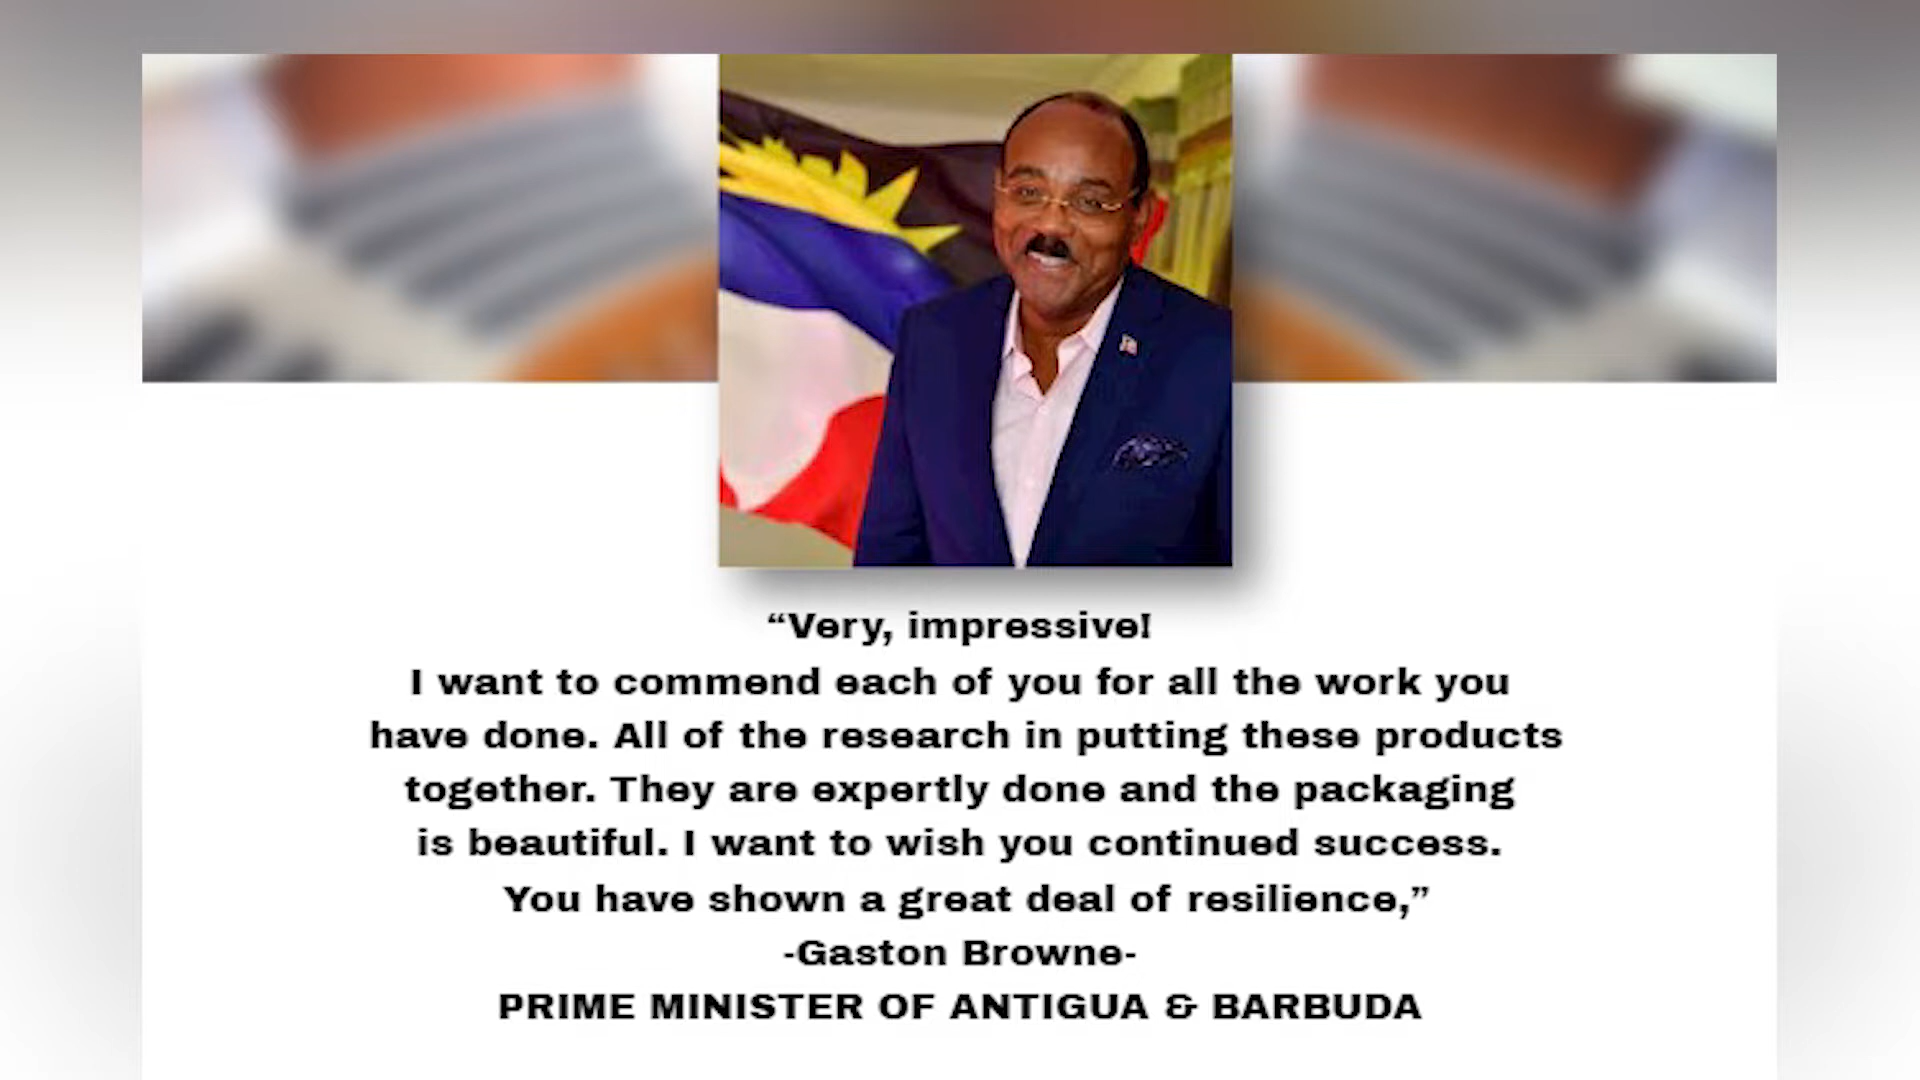 “Very, impressive!
I want to commend each of you for all the work you
have done. All of the research in putting these products
together. They are expertly done and the packaging
is beautiful. I want to wish you continued success.
You have shown a great deal of resilience,”
-Gaston Browne-
PRIME MINISTER OF ANTIGUA & BARBUDA